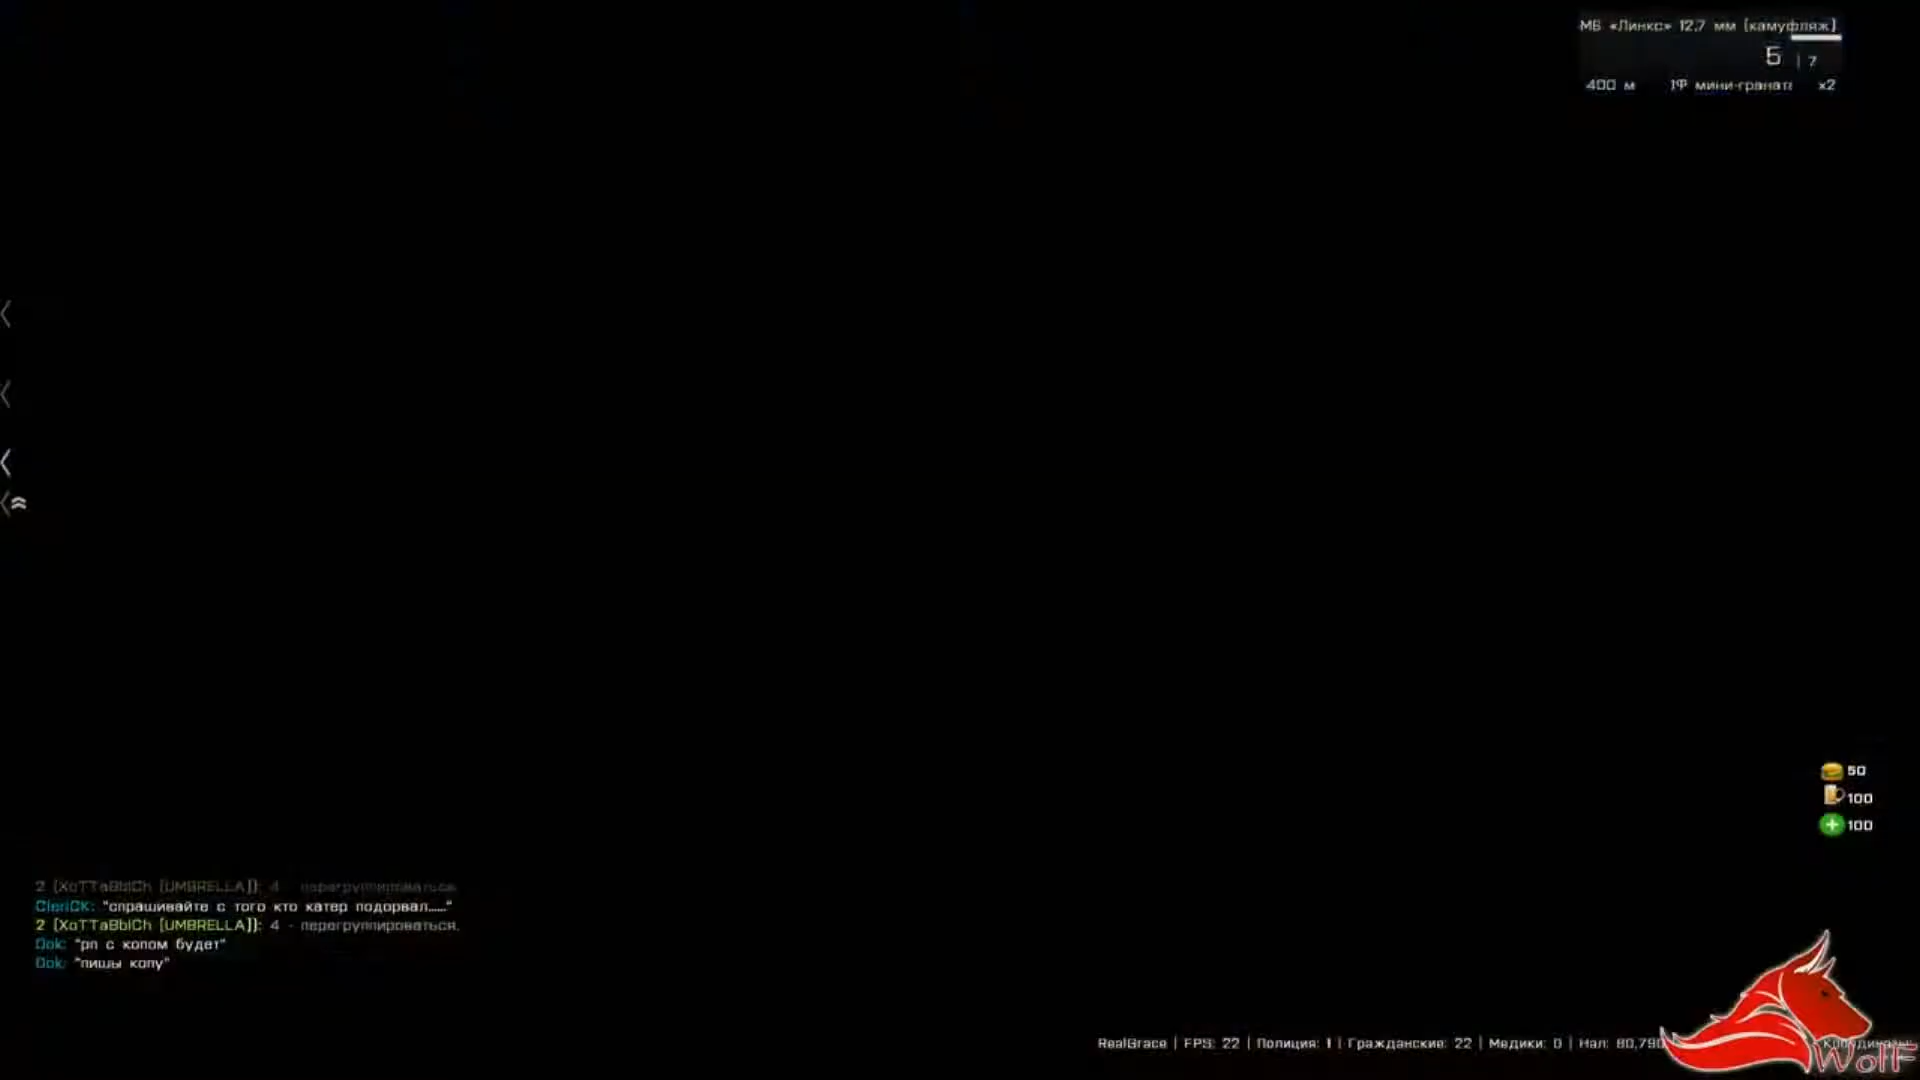 М6 «Линкс» 12,7 мм (камуфляж)
5 | 7
400 м 1Ф мини-граната x2
50
100
100
2 (XoTTaBbICh [UMBRELLA]): 4 - перегруппироваться.
CleriCK: "спрашивайте с того кто катер подорвал....."
2 (XoTTaBbICh [UMBRELLA]): 4 - перегруппироваться.
Dok: "рп с копом будет"
Dok: "пишы копу"
RealGrace | FPS: 22 | Полиция: 1 | Гражданские: 22 | Медики: 0 | Нал: 80,790
WolF